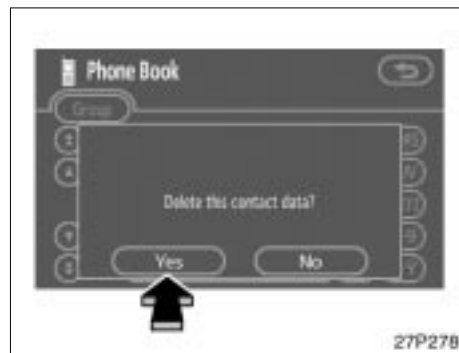 Phone Book
Group
Delete this contact data?
Yes
No
27P278